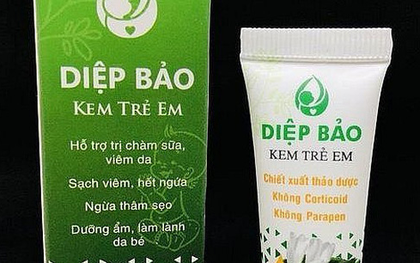 DIỆP BẢO
KEM TRẺ EM
Hỗ trợ trị chàm sữa,
viêm da
Sạch viêm, hết ngứa
Ngừa thâm sẹo
Dưỡng ẩm, làm lành
da bé
DIỆP BẢO
KEM TRẺ EM
Chiết xuất thảo dược
Không Corticoid
Không Parapen